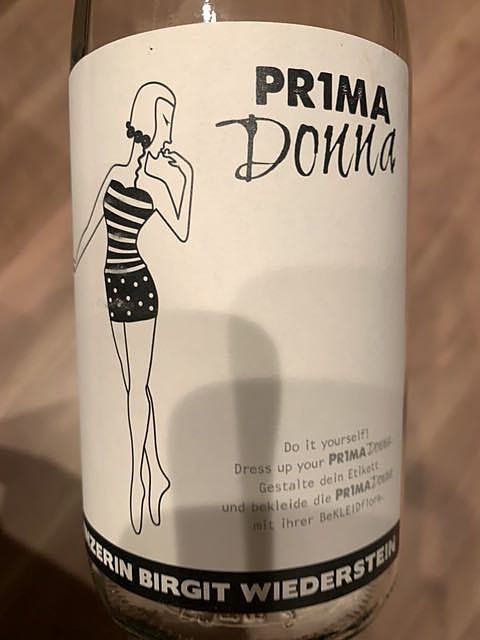 PR1MA
Donna
Do it yourself!
Dress up your PR1MADonna.
Gestalte dein Etikett
und bekleide die PR1MADonna
mit ihrer BeKLEIDflora.
BIRGIT WIEDERSTEIN